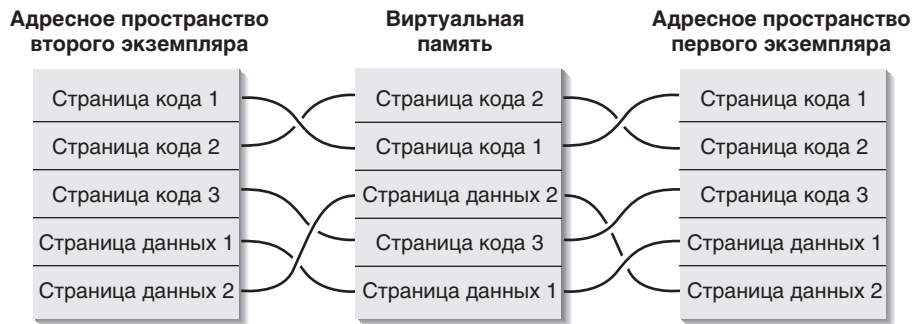 Адресное пространство
второго экземпляра
Страница кода 1
Страница кода 2
Страница кода 3
Страница данных 1
Страница данных 2
Виртуальная
память
Страница кода 2
Страница кода 1
Страница данных 2
Страница кода 3
Страница данных 1
Адресное пространство
первого экземпляра
Страница кода 1
Страница кода 2
Страница кода 3
Страница данных 1
Страница данных 2